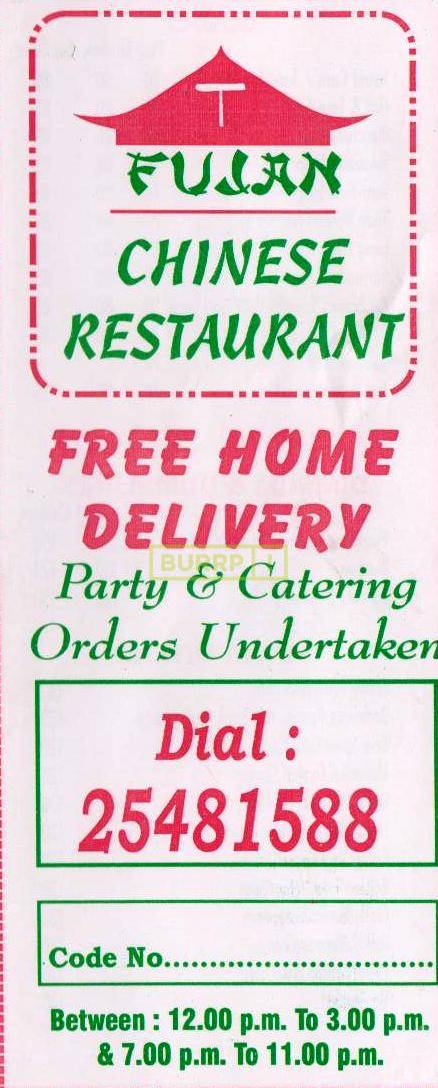 FUJAN
CHINESE
RESTAURANT
FREE HOME
DELIVERY
BURRP !
Party & Catering
Orders Undertaken
Dial :
25481588
Code No..............................
Between : 12.00 p.m. To 3.00 p.m.
& 7.00 p.m. To 11.00 p.m.